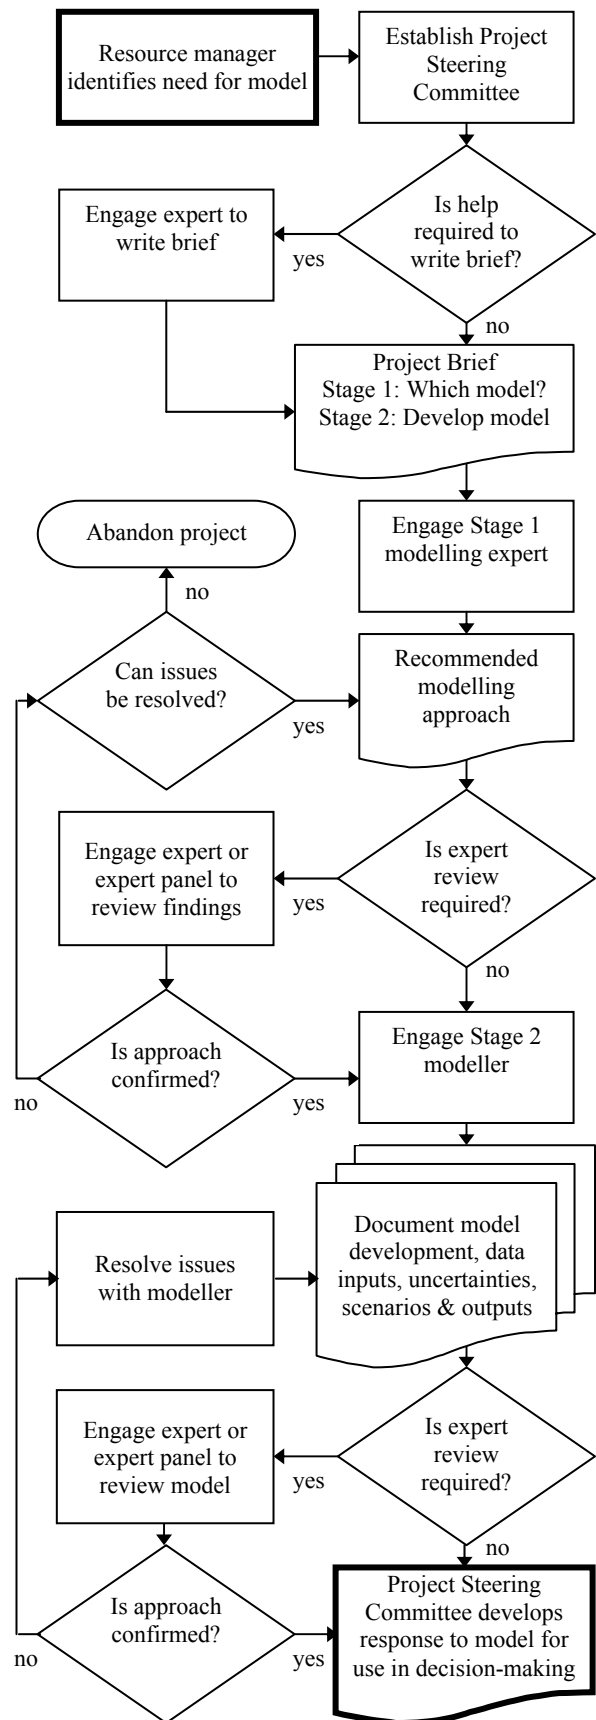 Resource manager
identifies need for model
Establish Project
Steering
Committee
Is help
required to
write brief?
yes
no
Engage expert to
write brief
Project Brief
Stage 1: Which model?
Stage 2: Develop model
Engage Stage 1
modelling expert
Abandon project
no
Can issues
be resolved?
yes
Recommended
modelling
approach
Is expert
review
required?
yes
no
Engage expert or
expert panel to
review findings
Is approach
confirmed?
no
yes
Engage Stage 2
modeller
Document model
development, data
inputs, uncertainties,
scenarios & outputs
Resolve issues
with modeller
Is expert
review
required?
yes
no
Engage expert or
expert panel to
review model
Is approach
confirmed?
no
yes
Project Steering
Committee develops
response to model for
use in decision-making